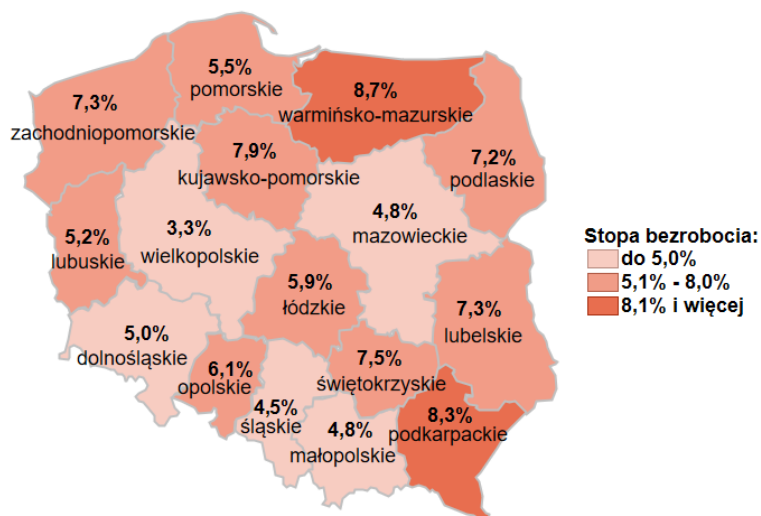 5,5%
pomorskie
8,7%
warmińsko-mazurskie
7,3%
zachodniopomorskie
7,9%
kujawsko-pomorskie
7,2%
podlaskie
4,8%
mazowieckie
3,3%
wielkopolskie
5,2%
lubuskie
Stopa bezrobocia:
do 5,0%
5,1% - 8,0%
8,1% i więcej
5,9%
łódzkie
7,3%
lubelskie
5,0%
dolnośląskie
6,1%
opolskie
7,5%
świętokrzyskie
4,5%
śląskie
4,8%
małopolskie
8,3%
podkarpackie